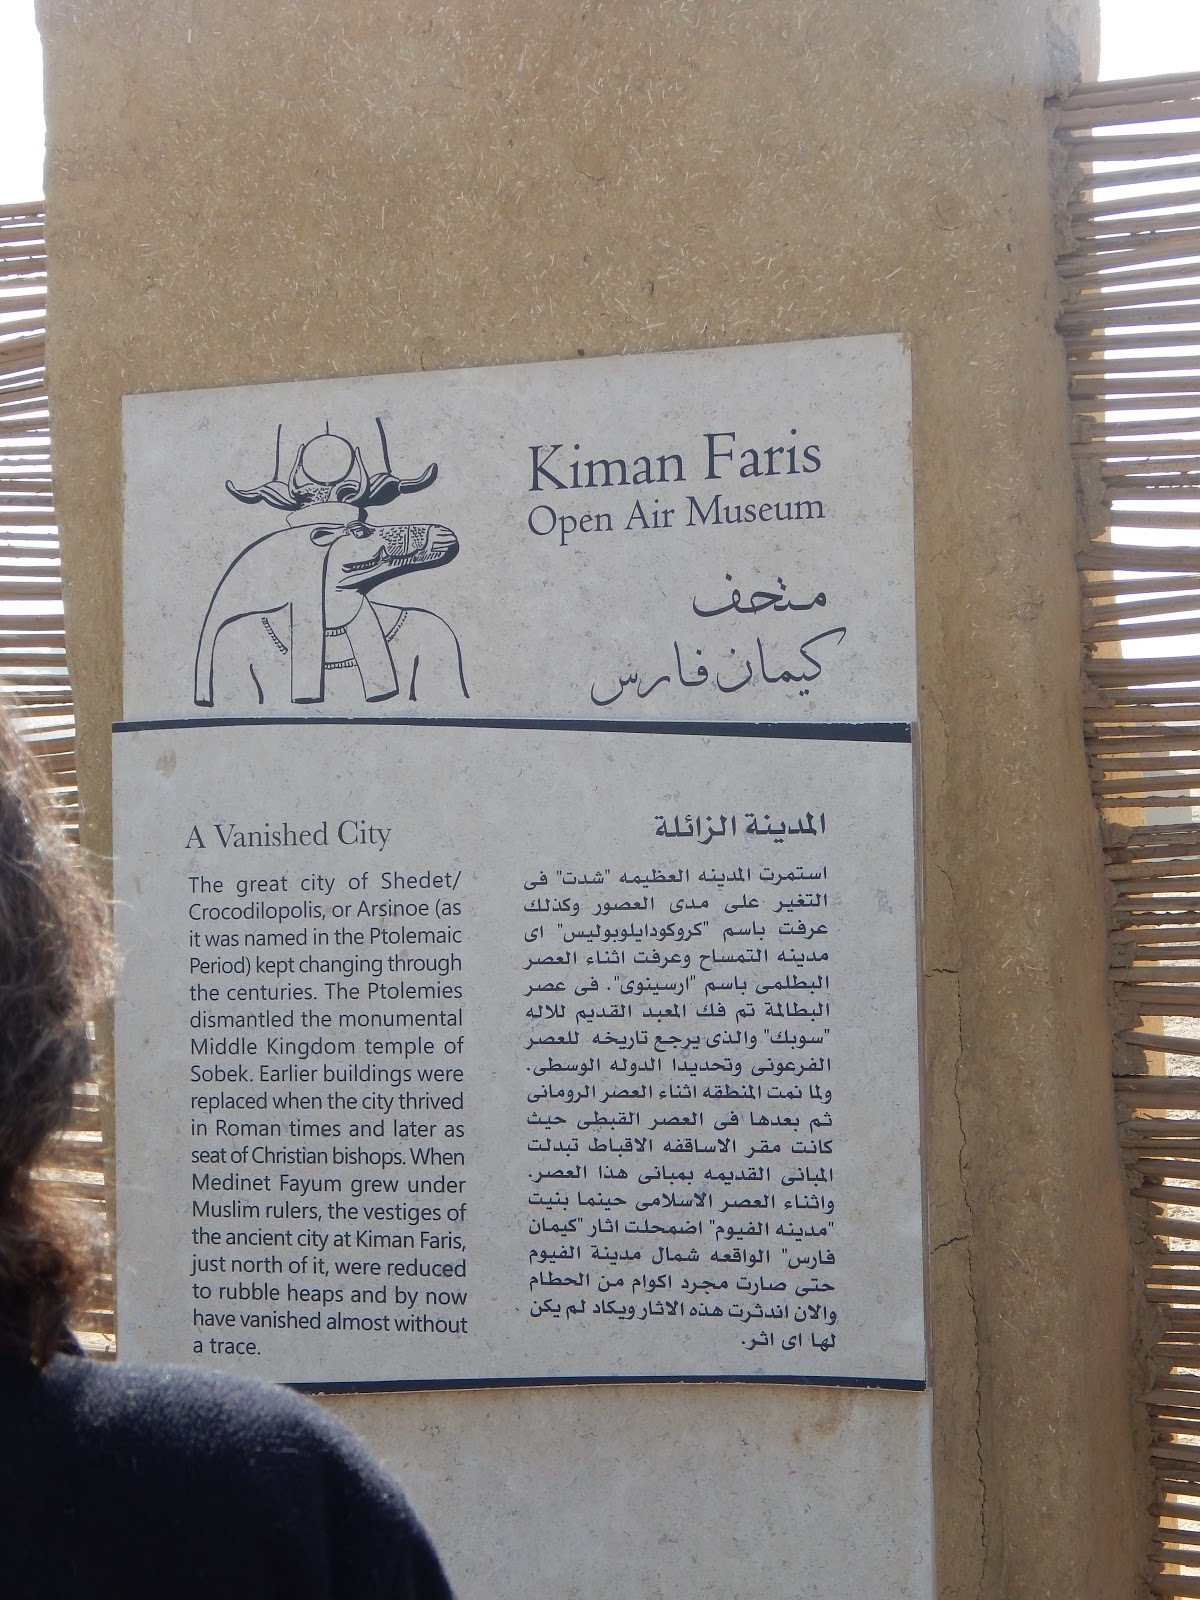 Kiman Faris
Open Air Museum
متحف
كيمان فارس
A Vanished City
The great city of Shedet/
Crocodilopolis, or Arsinoe (as
it was named in the Ptolemaic
Period) kept changing through
the centuries. The Ptolemies
dismantled the monumental
Middle Kingdom temple of
Sobek. Earlier buildings were
replaced when the city thrived
in Roman times and later as
seat of Christian bishops. When
Medinet Fayum grew under
Muslim rulers, the vestiges of
the ancient city at Kiman Faris,
just north of it, were reduced
to rubble heaps and by now
have vanished almost without
a trace.
المدينة الزائلة
استمرت المدينه العظيمه "شدت" فى
التغير على مدى العصور وكذلك
عرفت باسم "كروكودايلوبوليس" اى
مدينه التمساح وعرفت اثناء العصر
البطلمى باسم "ارسينوى". فى عصر
البطالمة تم فك المعبد القديم للاله
"سوبك" والذى يرجع تاريخه للعصر
الفرعونى وتحديدا الدوله الوسطى.
ولما نمت المنطقه اثناء العصر الرومانى
ثم بعدها فى العصر القبطى حيث
كانت مقر الاساقفه الاقباط تبدلت
المبانى القديمه بمبانى هذا العصر.
واثناء العصر الاسلامى حينما بنيت
"مدينه الفيوم" اضمحلت اثار "كيمان
فارس" الواقعه شمال مدينة الفيوم
حتى صارت مجرد اكوام من الحطام
والان اندثرت هذه الاثار ويكاد لم يكن
لها اى اثر.